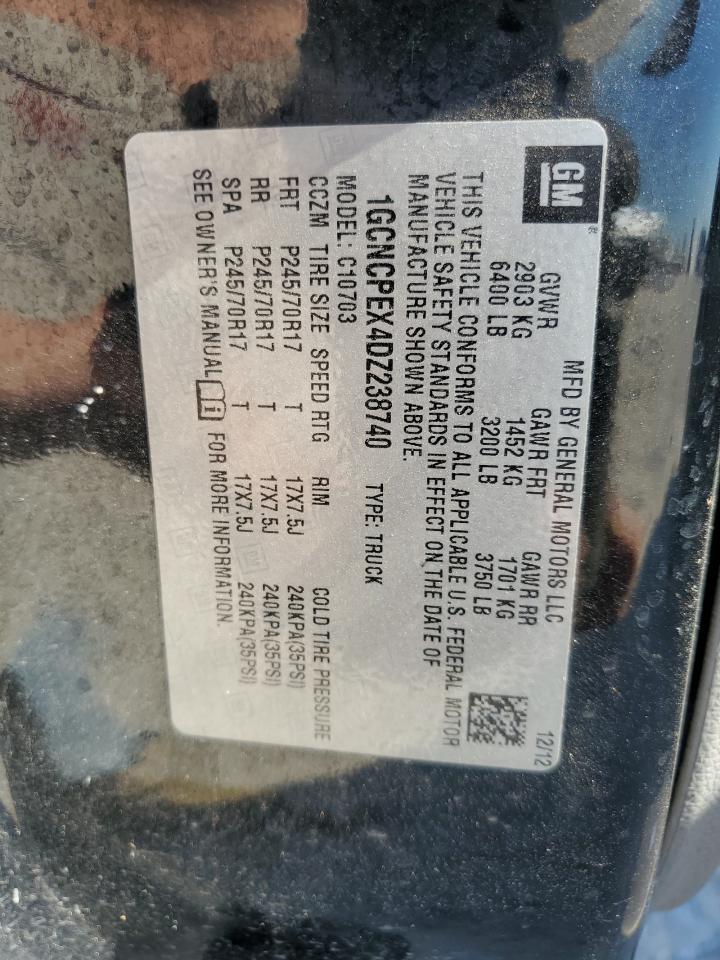 GM®
MFD BY GENERAL MOTORS LLC 12/12
GVWR GAWR FRT GAWR RR
2903 KG 1452 KG 1701 KG
6400 LB 3200 LB 3750 LB
THIS VEHICLE CONFORMS TO ALL APPLICABLE U.S. FEDERAL MOTOR
VEHICLE SAFETY STANDARDS IN EFFECT ON THE DATE OF
MANUFACTURE SHOWN ABOVE.
1GCNCPEX4DZ238740 TYPE: TRUCK
MODEL: C10703
CCZM TIRE SIZE SPEED RTG RIM COLD TIRE PRESSURE
FRT P245/70R17 T 17X7.5J 240KPA(35PSI)
RR P245/70R17 T 17X7.5J 240KPA(35PSI)
SPA P245/70R17 T 17X7.5J 240KPA(35PSI)
SEE OWNER'S MANUAL FOR MORE INFORMATION.